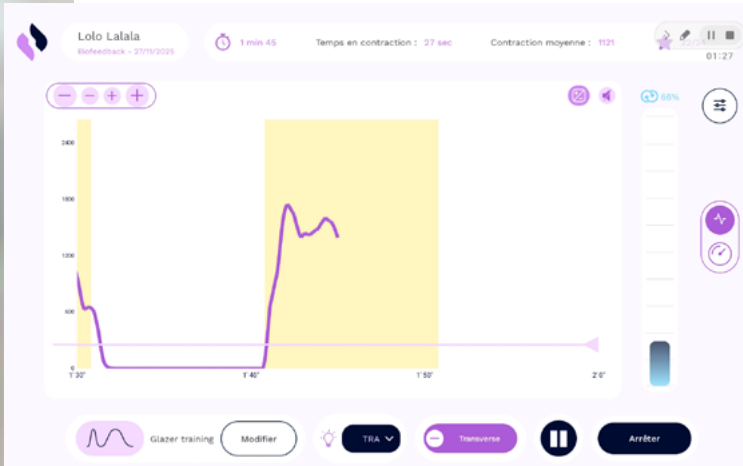 Lolo Lalala
Biofeedback - 27/11/2025
1 min 45
Temps en contraction : 27 sec
Contraction moyenne : 1121
01:27
66%
2400
1800
1200
600
0
1'30"
1'40"
1'50"
2'0"
Glazer training
Modifier
TRA
Transverse
Arrêter